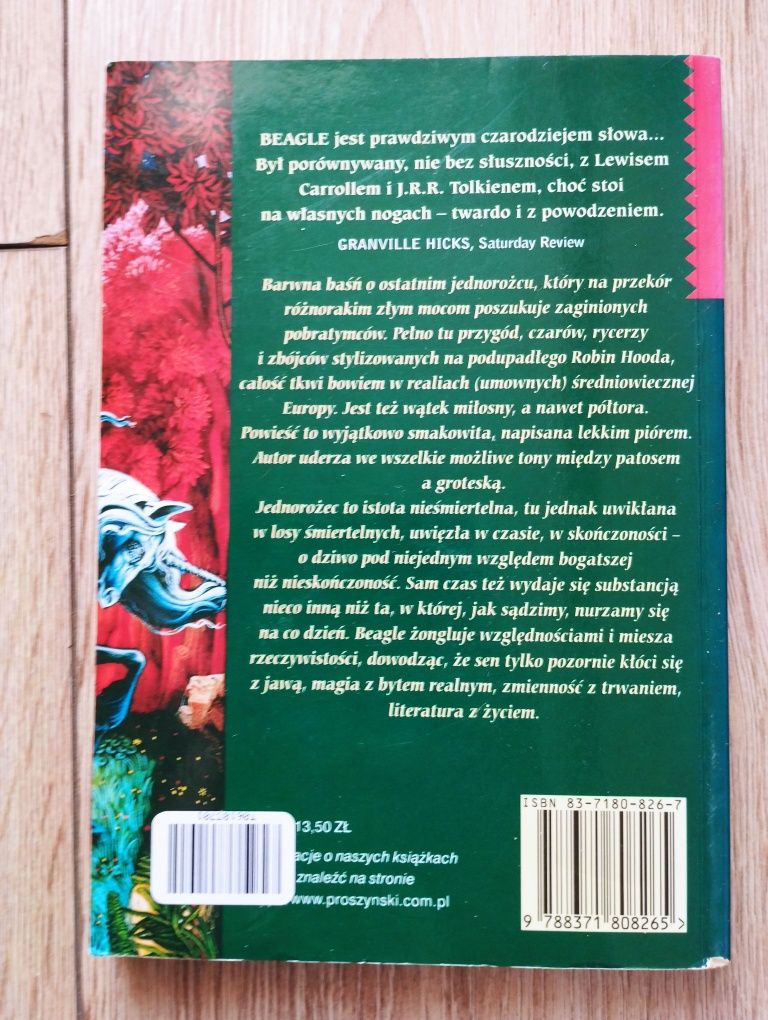 BEAGLE jest prawdziwym czarodziejem słowa...
Był porównywany, nie bez słuszności, z Lewisem
Carrollem i J.R.R. Tolkienem, choć stoi
na własnych nogach – twardo i z powodzeniem.
GRANVILLE HICKS, Saturday Review
Barwna baśń o ostatnim jednorożcu, który na przekór
różnorakim złym mocom poszukuje zaginionych
pobratymców. Pełno tu przygód, czarów, rycerzy
i zbójców stylizowanych na podupadłego Robin Hooda,
całość tkwi bowiem w realiach (umownych) średniowiecznej
Europy. Jest też wątek miłosny, a nawet półtora.
Powieść to wyjątkowo smakowita, napisana lekkim piórem.
Autor uderza we wszelkie możliwe tony między patosem
a groteską.
Jednorożec to istota nieśmiertelna, tu jednak uwikłana
w losy śmiertelnych, uwięzła w czasie, w skończoności –
o dziwo pod niejednym względem bogatszej
niż nieskończoność. Sam czas też wydaje się substancją
nieco inną niż ta, w której, jak sądzimy, nurzamy się
na co dzień. Beagle żongluje względnościami i miesza
rzeczywistości, dowodząc, że sen tylko pozornie kłóci się
z jawą, magia z bytem realnym, zmienność z trwaniem,
literatura z życiem.
ISBN 83-7180-826-7
13,50 ZŁ
acje o naszych książkach
znaleźć na stronie
www.proszynski.com.pl
9 788371 808265 >